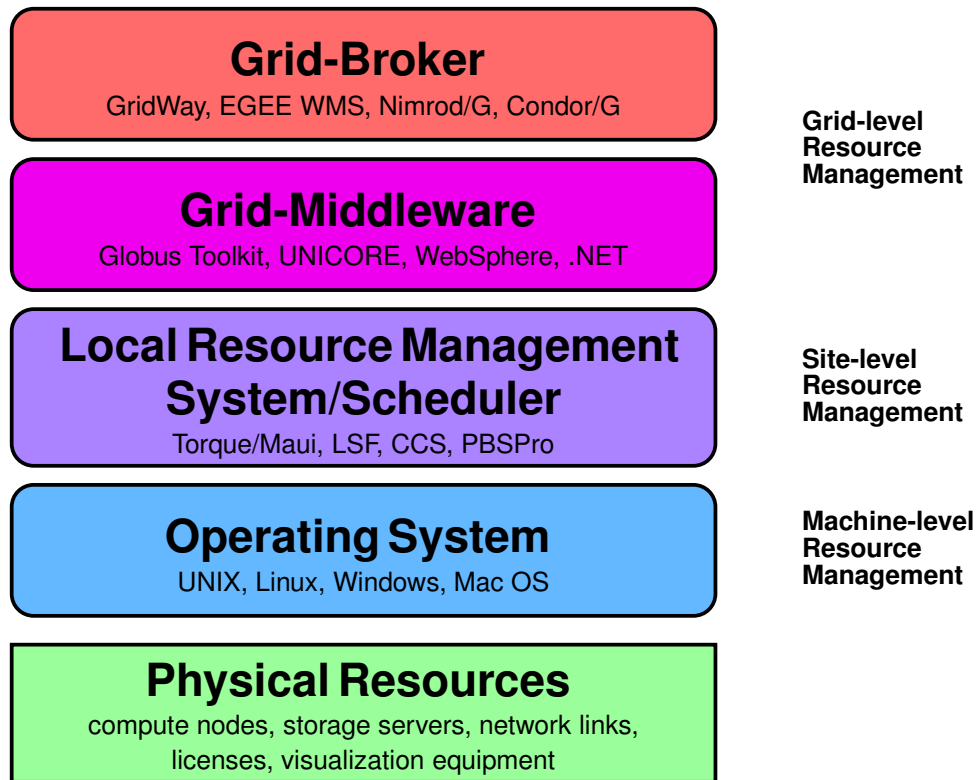 Grid-Broker
GridWay, EGEE WMS, Nimrod/G, Condor/G
Grid-level
Resource
Management
Grid-Middleware
Globus Toolkit, UNICORE, WebSphere, .NET
Local Resource Management
System/Scheduler
Torque/Maui, LSF, CCS, PBSPro
Site-level
Resource
Management
Operating System
UNIX, Linux, Windows, Mac OS
Machine-level
Resource
Management
Physical Resources
compute nodes, storage servers, network links,
licenses, visualization equipment